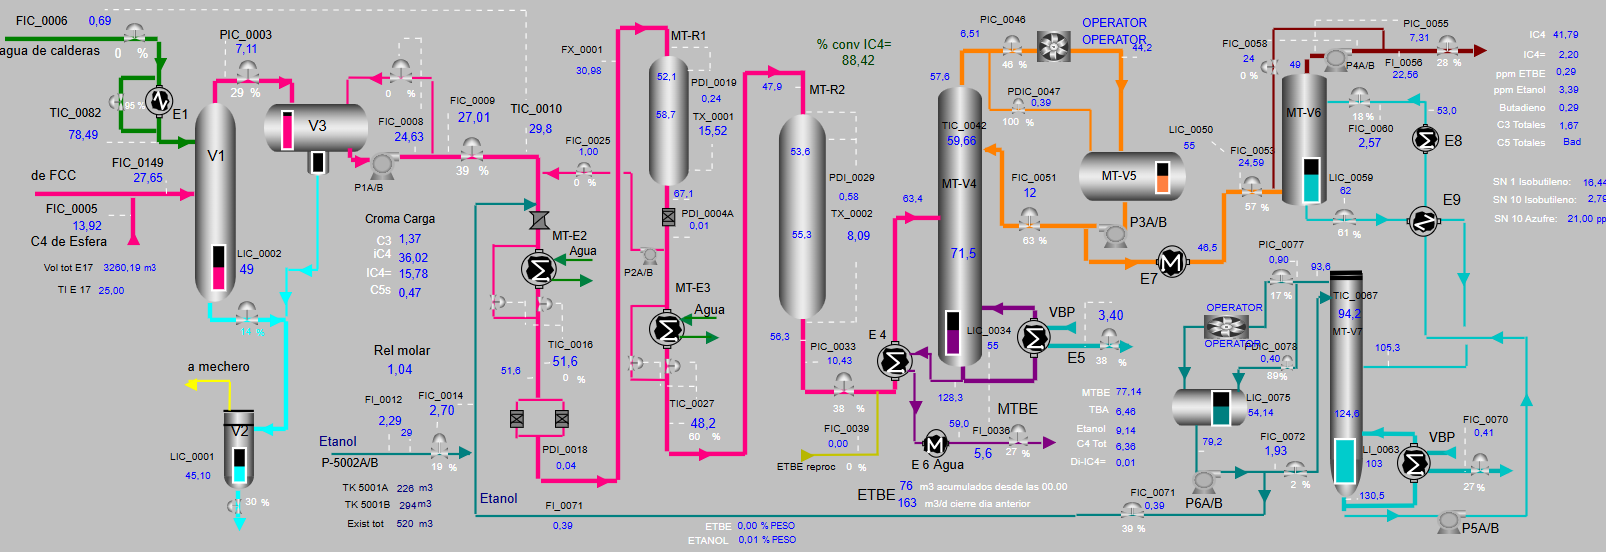 FIC_0006 0,69
agua de calderas
0 %
TIC_0082
78,49
95 %
E1
FIC_0149
27,65
de FCC
FIC_0005
13,92
C4 de Esfera
Vol tot E17 3260,19 m3
TI E 17 25,00
PIC_0003
7,11
29 %
V1
LIC_0002
49
14 %
a mechero
V2
LIC_0001
45,10
30 %
V3
0 %
FIC_0008
24,63
P1A/B
FIC_0009
27,01
39 %
Croma Carga
C3 1,37
iC4 36,02
IC4= 15,78
C5s 0,47
Rel molar
1,04
FI_0012
2,29
29
FIC_0014
2,70
19 %
Etanol
P-5002A/B
TK 5001A 226 m3
TK 5001B 294 m3
Exist tot 520 m3
TIC_0010
29,8
FIC_0025
1,00
0 %
MT-E2
Agua
TIC_0016
51,6
0 %
51,6
PDI_0018
0,04
Etanol
FI_0071
0,39
FX_0001
30,98
MT-R1
52,1
58,7
PDI_0019
0,24
TX_0001
15,52
67,1
PDI_0004A
0,01
P2A/B
MT-E3
Agua
TIC_0027
48,2
60 %
ETBE 0,00 % PESO
ETANOL 0,01 % PESO
% conv IC4=
88,42
47,9
MT-R2
53,6
55,3
PDI_0029
0,58
TX_0002
8,09
56,3
PIC_0033
10,43
38 %
FIC_0039
0,00
0 %
ETBE reproc
E 4
63,4
PIC_0046
6,51
46 %
OPERATOR
OPERATOR
44,2
57,6
PDIC_0047
0,39
100 %
TIC_0042
59,66
MT-V4
71,5
LIC_0034
55
128,3
VBP
3,40
E5
38 %
MTBE
59,0
FI_0036
5,6
27 %
E 6 Agua
ETBE 76 m3 acumulados desde las 00.00
163 m3/d cierre dia anterior
MTBE 77,14
TBA 6,46
Etanol 9,14
C4 Tot 6,36
Di-IC4= 0,01
FIC_0051
12
63 %
MT-V5
LIC_0050
55
P3A/B
E7
46,5
FIC_0053
24,59
57 %
FIC_0058
24
0 %
49
MT-V6
P4A/B
PIC_0055
7,31
FI_0056
22,56
28 %
18 %
FIC_0060
2,57
53,0
E8
LIC_0059
62
61 %
E9
IC4 41,79
IC4= 2,20
ppm ETBE 0,29
ppm Etanol 3,39
Butadieno 0,29
C3 Totales 1,67
C5 Totales Bad
SN 1 Isobutileno: 16,44
SN 10 Isobutileno: 2,79
SN 10 Azufre: 21,00 pp
PIC_0077
0,90
17 %
93,6
OPERATOR
OPERATOR
PDIC_0078
0,40
89%
TIC_0067
94,2
MT-V7
105,3
124,6
LIC_0075
54,14
79,2
FIC_0072
1,93
2 %
P6A/B
FIC_0071
0,39
39 %
LI_0063
103
130,5
VBP
FIC_0070
0,41
27 %
P5A/B